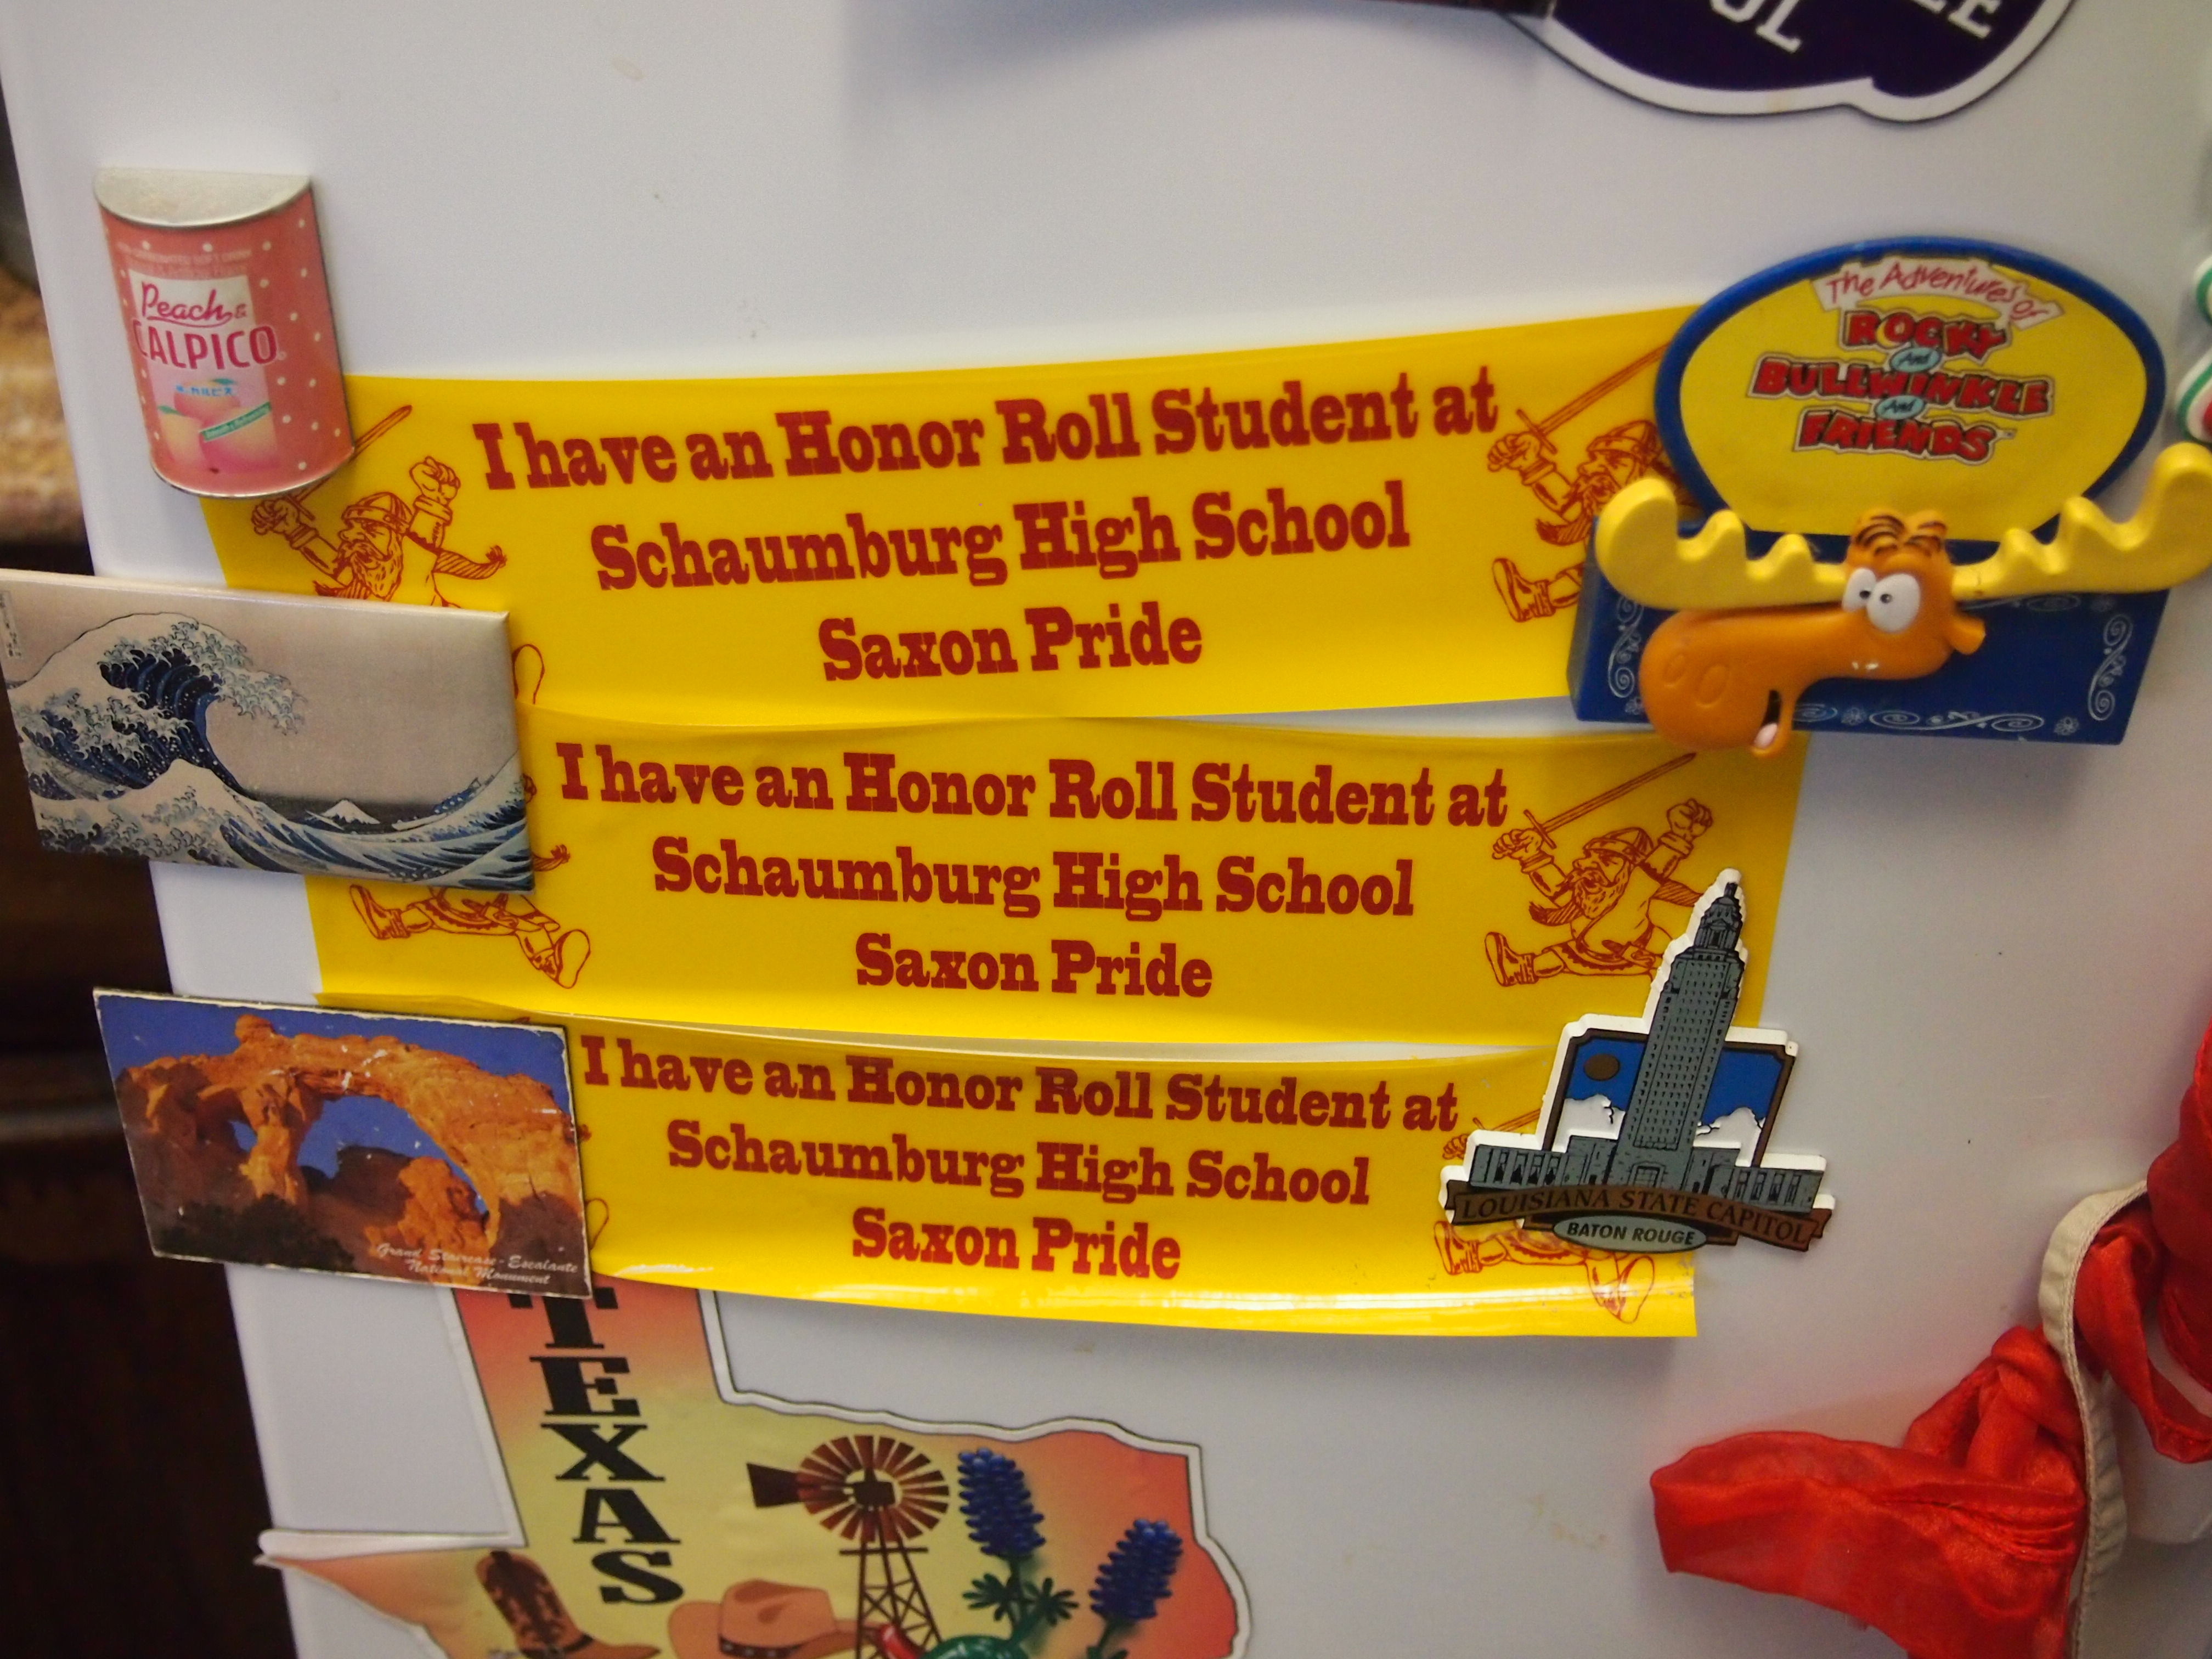 LE
UL
Peach &
CALPICO
The Adventures of
ROCKY
And
BULLWINKLE
And
FRIENDS
I have an Honor Roll Student at
Schaumburg High School
Saxon Pride
I have an Honor Roll Student at
Schaumburg High School
Saxon Pride
I have an Honor Roll Student at
Schaumburg High School
Saxon Pride
LOUISIANA STATE CAPITOL
BATON ROUGE
Grand Staircase - Escalante
National Monument
TEXAS